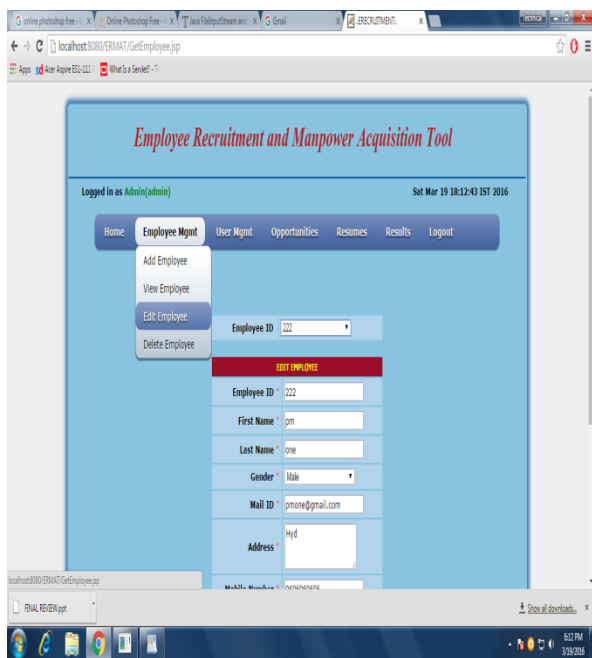 online photoshop free - Online Photoshop Free - Java FileInputStream and Gmail .:ERECRUITMENT:. Technical
localhost:8080/ERMAT/GetEmployee.jsp
Apps Acer Aspire ES1-111 What Is a Servlet? -
Employee Recruitment and Manpower Acquisition Tool
Logged in as Admin(admin) Sat Mar 19 18:12:43 IST 2016
Home Employee Mgmt User Mgmt Opportunities Resumes Results Logout
Add Employee
View Employee
Edit Employee
Delete Employee
Employee ID 222
EDIT EMPLOYEE
Employee ID * 222
First Name * pm
Last Name * one
Gender * Male
Mail ID * pmone@gmail.com
Address * Hyd
Mobile Number *
localhost:8080/ERMAT/GetEmployee.jsp
FINAL REVIEW.ppt Show all downloads...
6:12 PM
3/19/2016